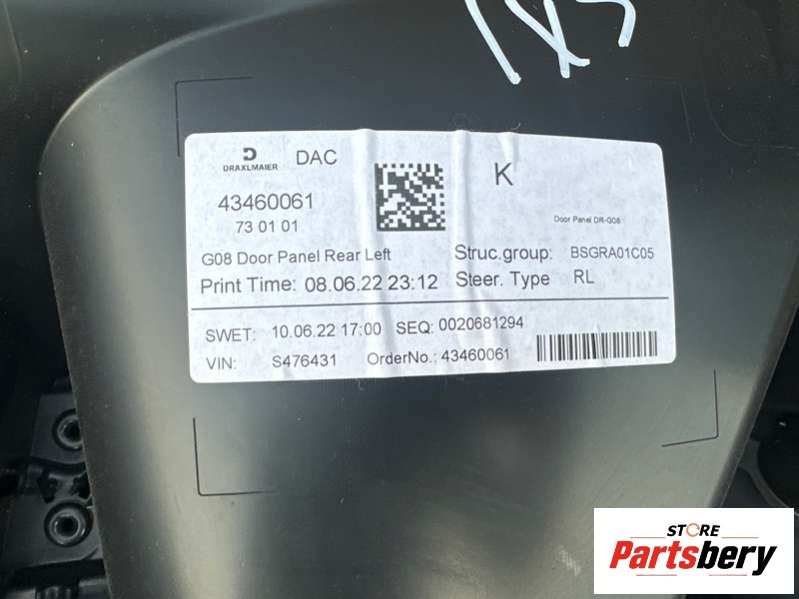 1X5
DRÄXLMAIER DAC
K
43460061
73 01 01
Door Panel DR-G08
G08 Door Panel Rear Left
Struc.group: BSGRA01C05
Print Time: 08.06.22 23:12
Steer. Type RL
SWET: 10.06.22 17:00 SEQ: 0020681294
VIN: S476431 OrderNo.: 43460061
STORE
Partsbery